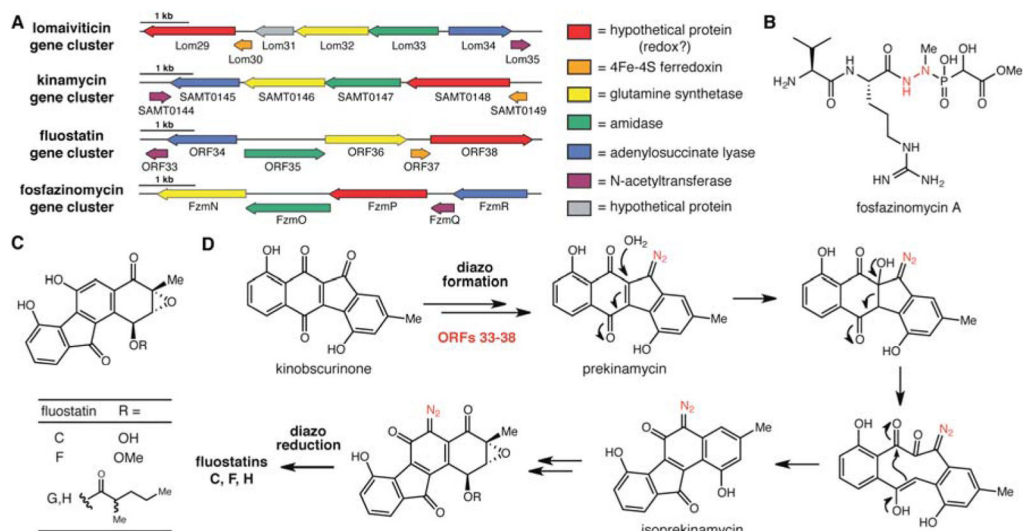 A
1 kb
lomaiviticin
gene cluster
Lom29
Lom30
Lom31
Lom32
Lom33
Lom34
Lom35
1 kb
kinamycin
gene cluster
SAMT0144
SAMT0145
SAMT0146
SAMT0147
SAMT0148
SAMT0149
1 kb
fluostatin
gene cluster
ORF33
ORF34
ORF35
ORF36
ORF37
ORF38
1 kb
fosfazinomycin
gene cluster
FzmN
FzmO
FzmP
FzmQ
FzmR
= hypothetical protein
(redox?)
= 4Fe-4S ferredoxin
= glutamine synthetase
= amidase
= adenylosuccinate lyase
= N-acetyltransferase
= hypothetical protein
B
H2N
O
H
N
O
H
N
N
Me
OH
P
O
OH
OMe
O
NH
HN
NH2
fosfazinomycin A
C
HO
HO
O
Me
O
OR
O
fluostatin R =
C OH
F OMe
G,H
O
Me
Me
D
OH
O
O
O
Me
HO
kinobscurinone
diazo
formation
ORFs 33-38
OH
O
OH2
N2
O
Me
HO
prekinamycin
OH
O
OH
N2
O
Me
HO
OH
O
O
N2
OH
Me
HO
N2
O
Me
HO
O
OH
isoprekinamycin
N2
O
O
Me
O
HO
OR
O
diazo
reduction
fluostatins
C, F, H